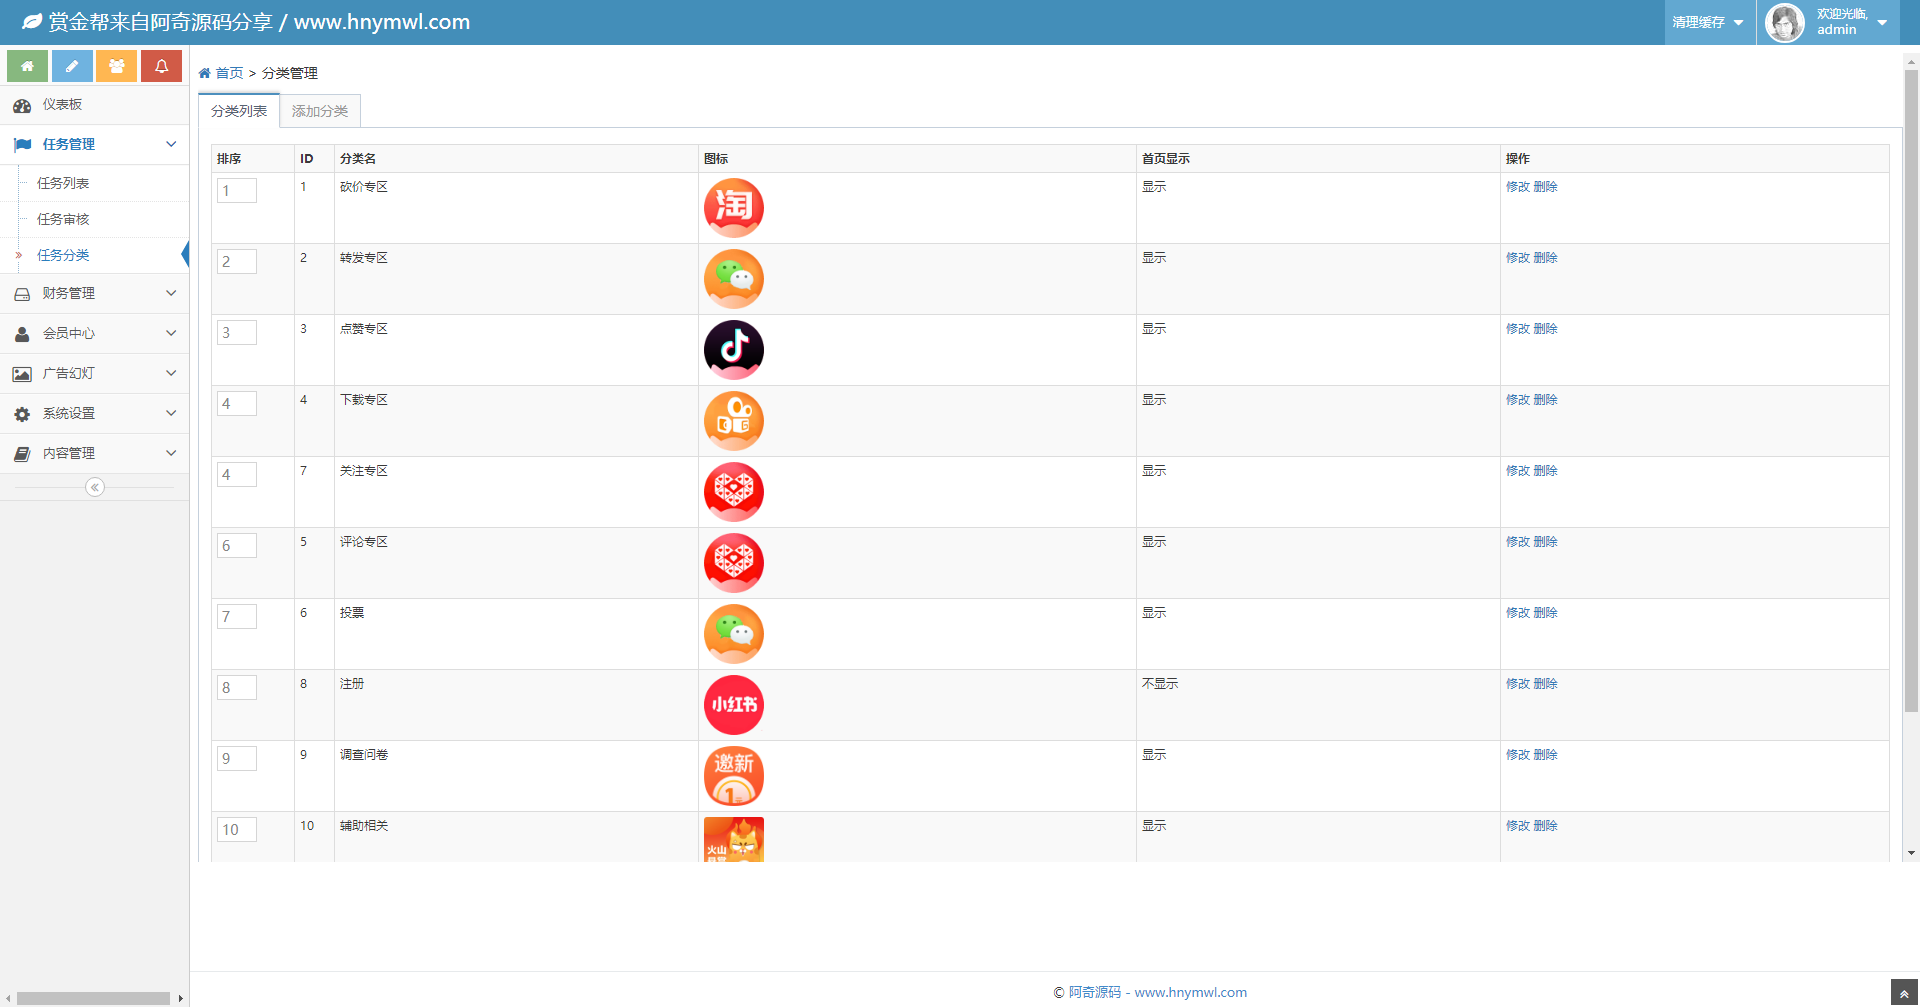 赏金帮来自阿奇源码分享 / www.hnymwl.com
清理缓存
欢迎光临,
admin
首页 > 分类管理
仪表板
任务管理
任务列表
任务审核
任务分类
财务管理
会员中心
广告幻灯
系统设置
内容管理
分类列表 添加分类
排序 ID 分类名 图标 首页显示 操作
1 1 砍价专区 淘 显示 修改 删除
2 2 转发专区 显示 修改 删除
3 3 点赞专区 显示 修改 删除
4 4 下载专区 显示 修改 删除
4 7 关注专区 显示 修改 删除
6 5 评论专区 显示 修改 删除
7 6 投票 显示 修改 删除
8 8 注册 小红书 不显示 修改 删除
9 9 调查问卷 邀新 1 显示 修改 删除
10 10 辅助相关 火山 显示 修改 删除
© 阿奇源码 - www.hnymwl.com